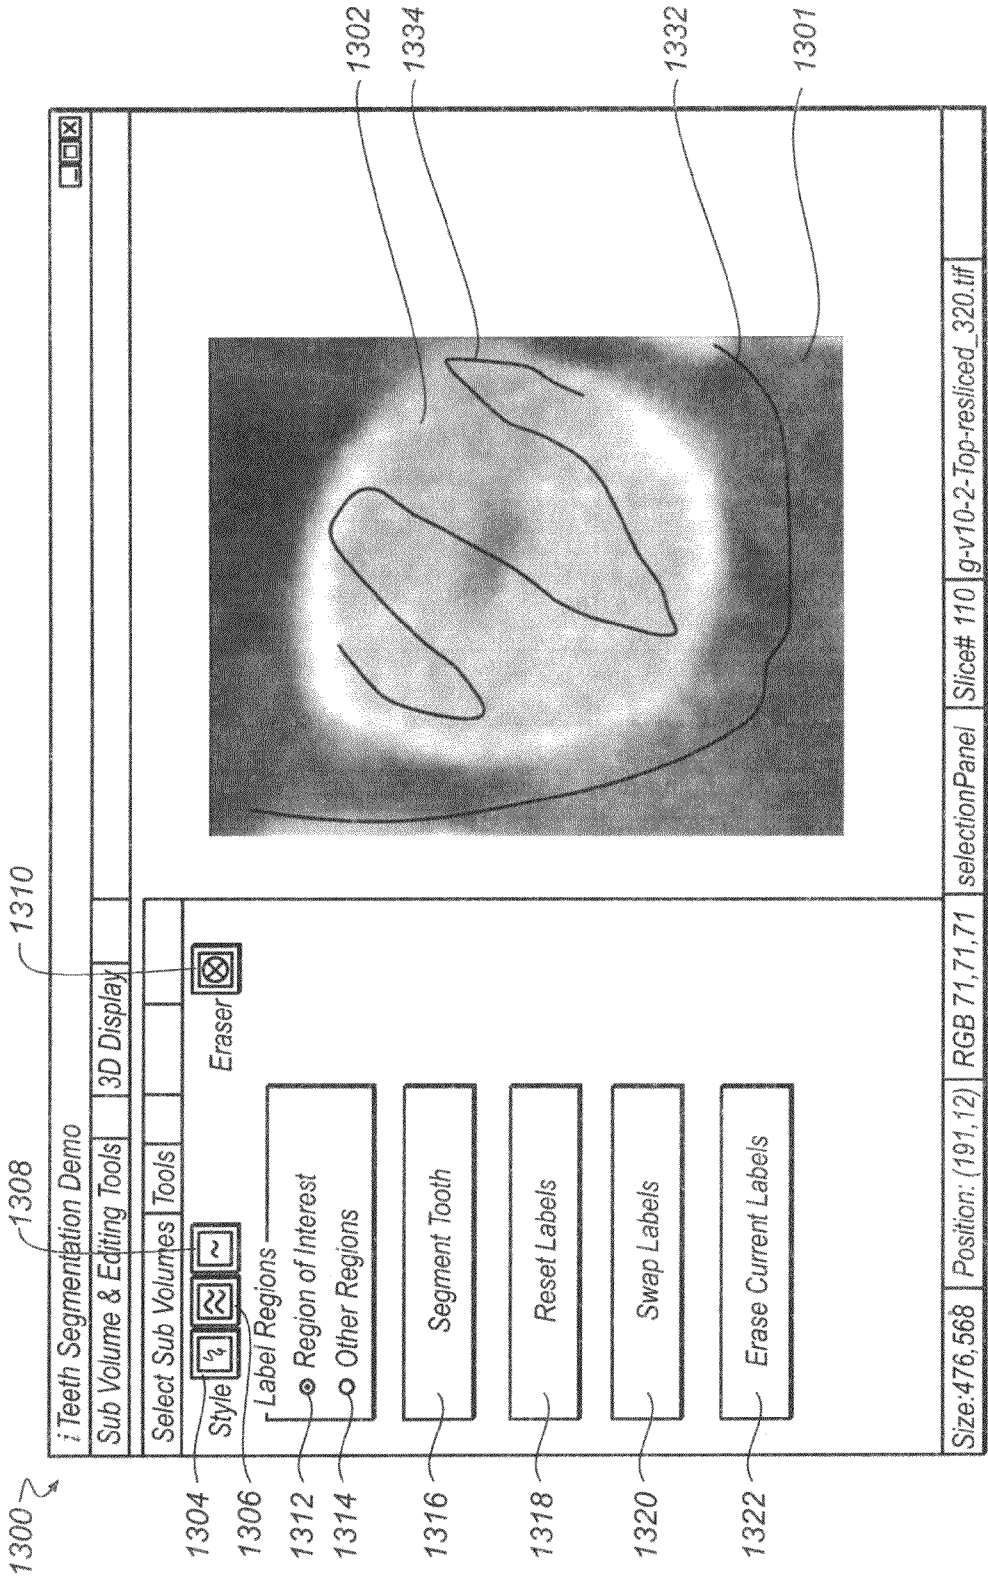 1300
1308
1310
i Teeth Segmentation Demo
Sub Volume & Editing Tools 3D Display
Select Sub Volumes Tools
1304
1306
Style
Eraser
Label Regions
1312
Region of Interest
1314
Other Regions
1316
Segment Tooth
1318
Reset Labels
1320
Swap Labels
1322
Erase Current Labels
1302
1334
1332
1301
Size:476,568 Position: (191,12) RGB 71,71,71 selectionPanel Slice# 110 g-v10-2-Top-resliced_320.tif